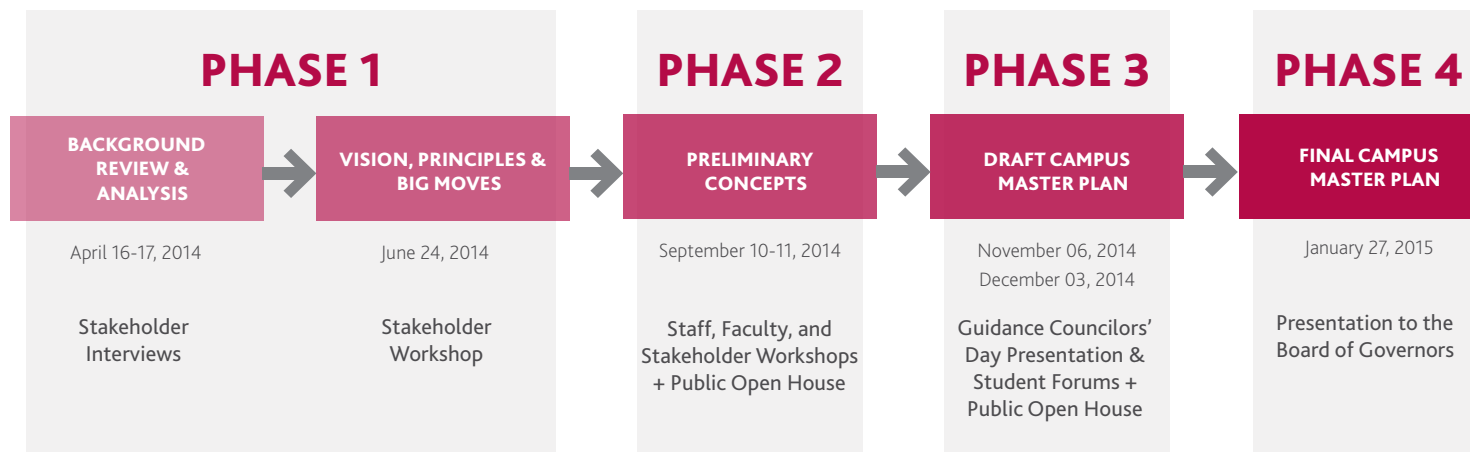 PHASE 1
BACKGROUND
REVIEW &
ANALYSIS
April 16-17, 2014
Stakeholder
Interviews
VISION, PRINCIPLES &
BIG MOVES
June 24, 2014
Stakeholder
Workshop
PHASE 2
PRELIMINARY
CONCEPTS
September 10-11, 2014
Staff, Faculty, and
Stakeholder Workshops
+ Public Open House
PHASE 3
DRAFT CAMPUS
MASTER PLAN
November 06, 2014
December 03, 2014
Guidance Councilors'
Day Presentation &
Student Forums +
Public Open House
PHASE 4
FINAL CAMPUS
MASTER PLAN
January 27, 2015
Presentation to the
Board of Governors